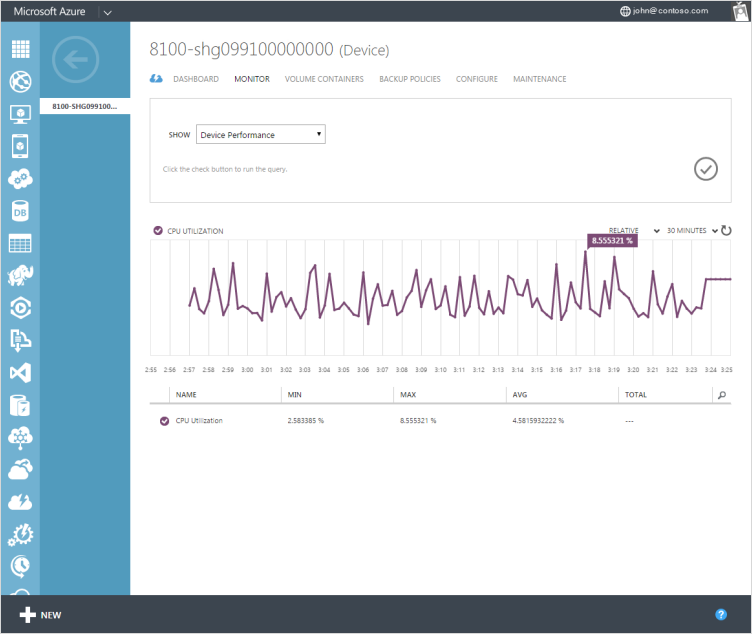 Microsoft Azure
john@contoso.com
8100-shg099100000000 (Device)
DASHBOARD MONITOR VOLUME CONTAINERS BACKUP POLICIES CONFIGURE MAINTENANCE
8100-SHG099100...
SHOW Device Performance
Click the check button to run the query.
DB
CPU UTILIZATION RELATIVE 30 MINUTES
8.555321 %
2:55 2:56 2:57 2:58 2:59 3:00 3:01 3:02 3:03 3:04 3:05 3:06 3:07 3:08 3:09 3:10 3:11 3:12 3:13 3:14 3:15 3:16 3:17 3:18 3:19 3:20 3:21 3:22 3:23 3:24 3:25
NAME MIN MAX AVG TOTAL
CPU Utilization 2.583385 % 8.555321 % 4.5815932222 % ---
NEW ?